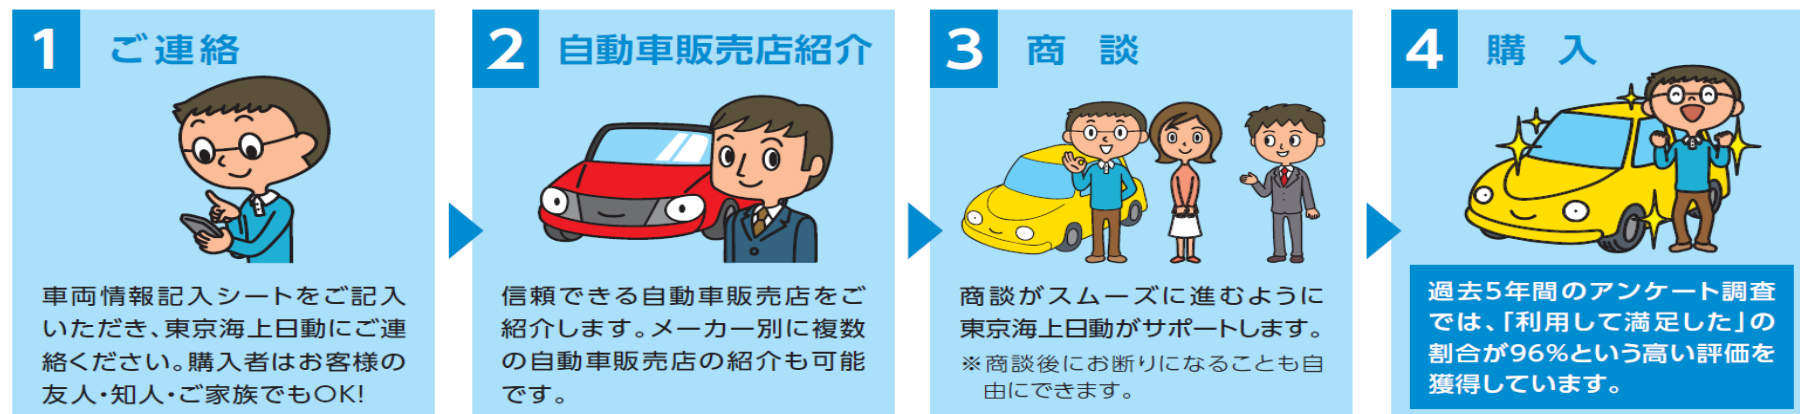 1 ご連絡
車両情報記入シートをご記入
いただき、東京海上日動にご連
絡ください。購入者はお客様の
友人・知人・ご家族でもOK!
2 自動車販売店紹介
信頼できる自動車販売店をご
紹介します。メーカー別に複数
の自動車販売店の紹介も可能
です。
3 商談
商談がスムーズに進むように
東京海上日動がサポートします。
※商談後にお断りになることも自
由にできます。
4 購入
過去5年間のアンケート調査
では、「利用して満足した」の
割合が96%という高い評価を
獲得しています。